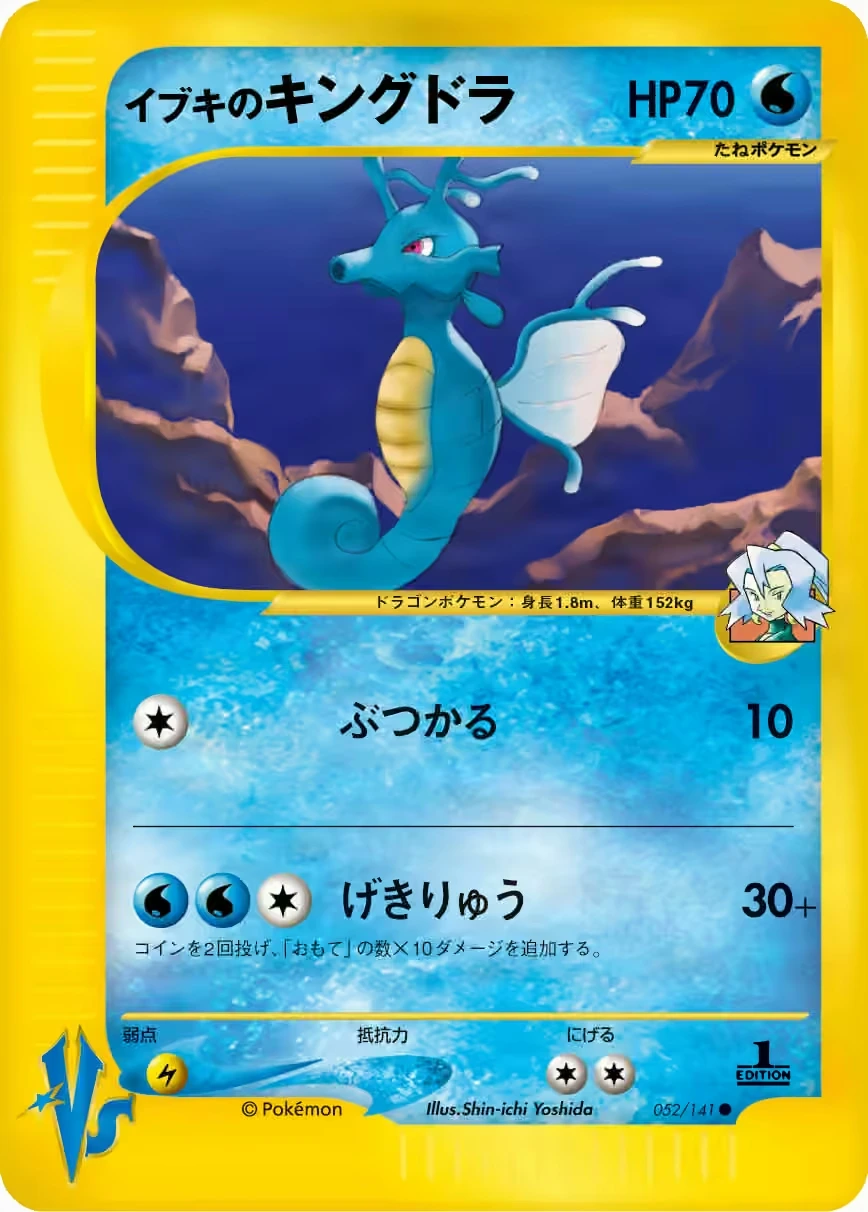 イブキのキングドラ HP70
たねポケモン
ドラゴンポケモン：身長1.8m、体重152kg
ぶつかる 10
げきりゅう 30+
コインを2回投げ、「おもて」の数×10ダメージを追加する。
弱点 抵抗力 にげる
1
EDITION
VS
© Pokémon Illus.Shin-ichi Yoshida 052/141 ●